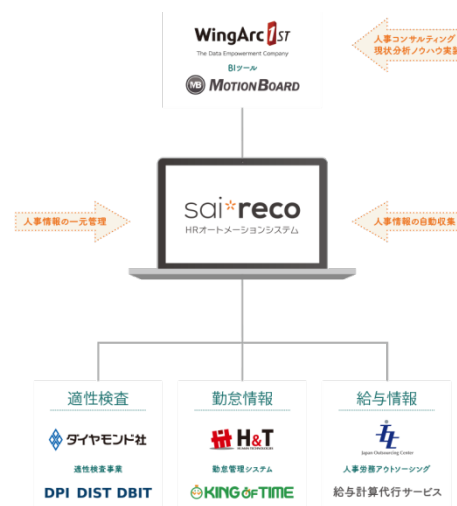 WingArc 1ST
The Data Empowerment Company
BIツール
MB MOTIONBOARD
人事コンサルティング
現状分析ノウハウ実装
人事情報の一元管理
sai*reco
HRオートメーションシステム
人事情報の自動収集
適性検査
ダイヤモンド社
適性検査事業
DPI DIST DBIT
勤怠情報
H&T
HUMAN TECHNOLOGIES
勤怠管理システム
KING OF TIME
給与情報
Japan Outsourcing Center
人事労務アウトソーシング
給与計算代行サービス